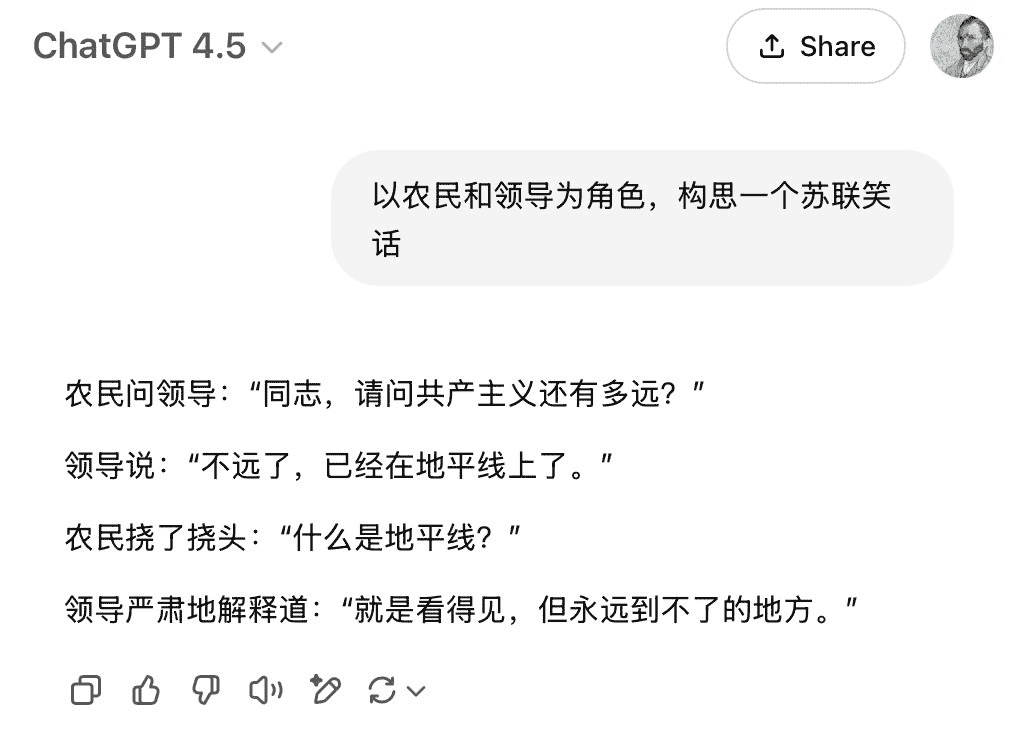 ChatGPT 4.5
Share
以农民和领导为角色，构思一个苏联笑
话
农民问领导：“同志，请问共产主义还有多远？”
领导说：“不远了，已经在地平线上了。”
农民挠了挠头：“什么是地平线？”
领导严肃地解释道：“就是看得见，但永远到不了的地方。”